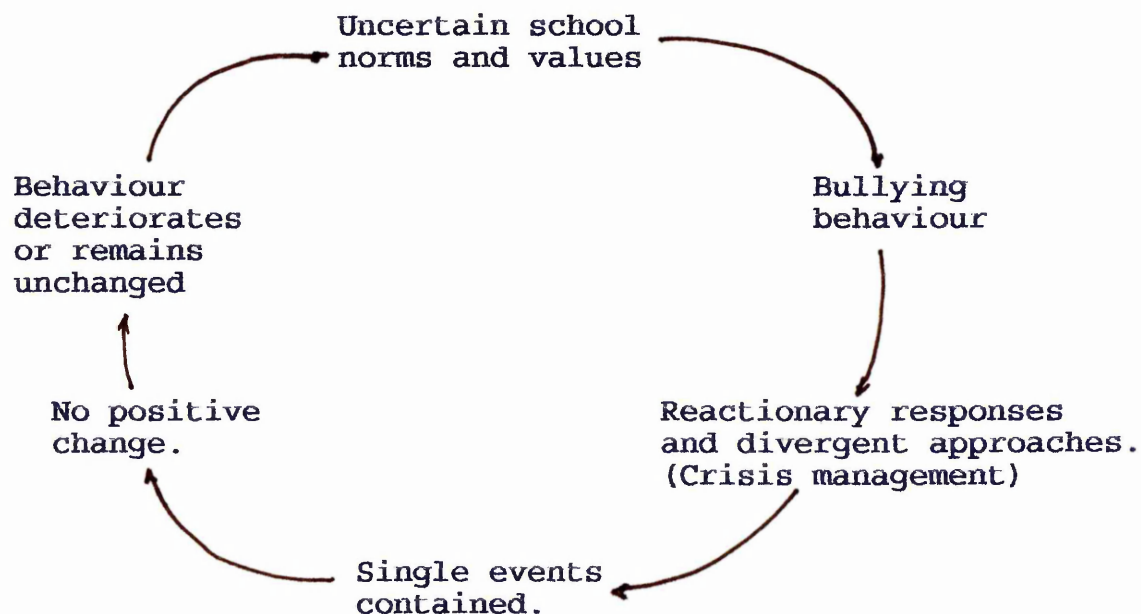 Uncertain school
norms and values
Bullying
behaviour
Reactionary responses
and divergent approaches.
(Crisis management)
Single events
contained.
No positive
change.
Behaviour
deteriorates
or remains
unchanged